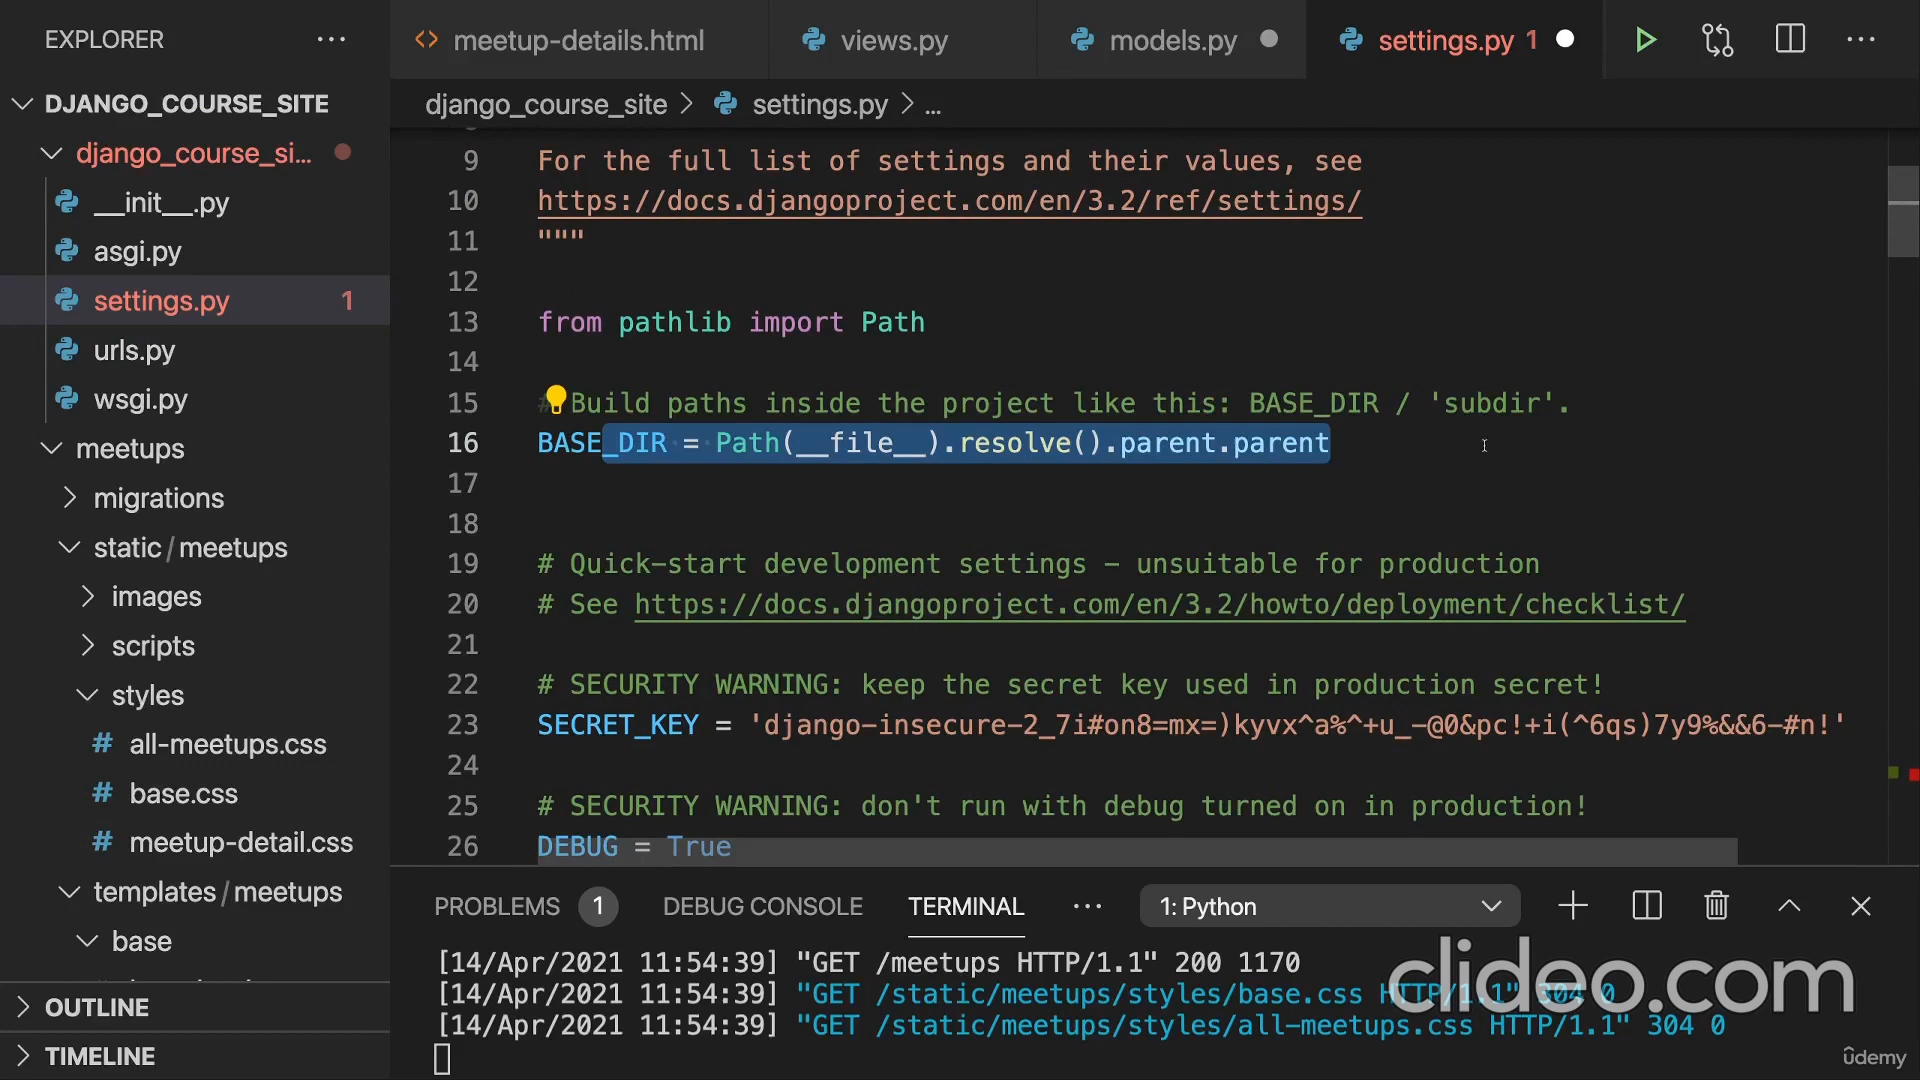 EXPLORER ...
meetup-details.html views.py models.py settings.py 1
DJANGO_COURSE_SITE
django_course_site > settings.py > ...
django_course_si...
__init__.py
asgi.py
settings.py 1
urls.py
wsgi.py
meetups
migrations
static/meetups
images
scripts
styles
# all-meetups.css
# base.css
# meetup-detail.css
templates/meetups
base
OUTLINE
TIMELINE
9 For the full list of settings and their values, see
10 https://docs.djangoproject.com/en/3.2/ref/settings/
11 """
12
13 from pathlib import Path
14
15 # Build paths inside the project like this: BASE_DIR / 'subdir'.
16 BASE_DIR = Path(__file__).resolve().parent.parent
17
18
19 # Quick-start development settings - unsuitable for production
20 # See https://docs.djangoproject.com/en/3.2/howto/deployment/checklist/
21
22 # SECURITY WARNING: keep the secret key used in production secret!
23 SECRET_KEY = 'django-insecure-2_7i#on8=mx=)kyvx^a%^+u_-@0&pc!+i(^6qs)7y9%&&6-#n!'
24
25 # SECURITY WARNING: don't run with debug turned on in production!
26 DEBUG = True
PROBLEMS 1 DEBUG CONSOLE TERMINAL ... 1: Python
[14/Apr/2021 11:54:39] "GET /meetups HTTP/1.1" 200 1170
[14/Apr/2021 11:54:39] "GET /static/meetups/styles/base.css HTTP/1.1" 304 0
[14/Apr/2021 11:54:39] "GET /static/meetups/styles/all-meetups.css HTTP/1.1" 304 0
clideo.com
ûdemy